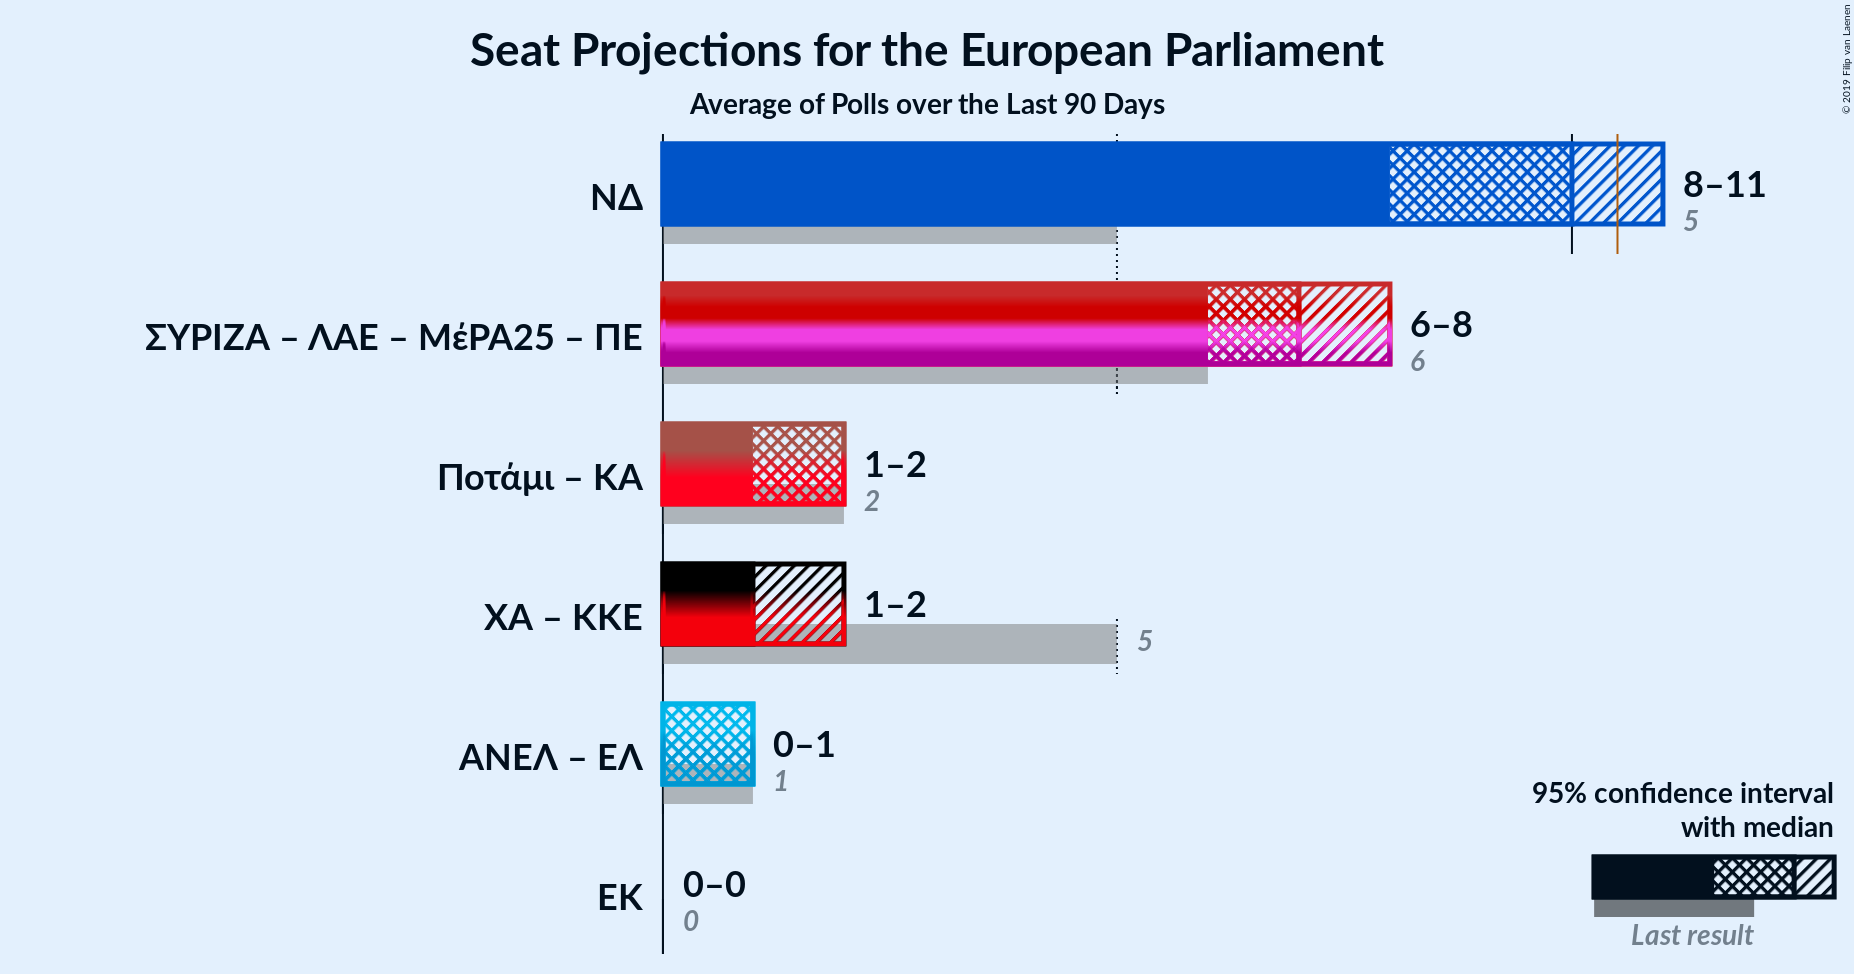 Seat Projections for the European Parliament
Average of Polls over the Last 90 Days
© 2019 Filip van Laenen
ΝΔ
8–11
5
ΣΥΡΙΖΑ – ΛΑΕ – ΜέΡΑ25 – ΠΕ
6–8
6
Ποτάμι – ΚΑ
1–2
2
ΧΑ – ΚΚΕ
1–2
5
ΑΝΕΛ – ΕΛ
0–1
1
ΕΚ
0–0
0
95% confidence interval
with median
Last result